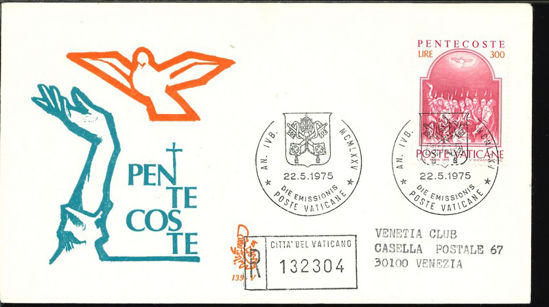 PENTECOSTE
LIRE 300
POSTE VATICANE
AN. IVB. MCMLXXV
22.5.1975
DIE EMISSIONIS
POSTE VATICANE
AN. IVB. MCMLXXV
22.5.1975
DIE EMISSIONIS
POSTE VATICANE
PEN
TE
COS
TE
R
CITTA' DEL VATICANO
132304
VENETIA CLUB
CASELLA POSTALE 67
30100 VENEZIA